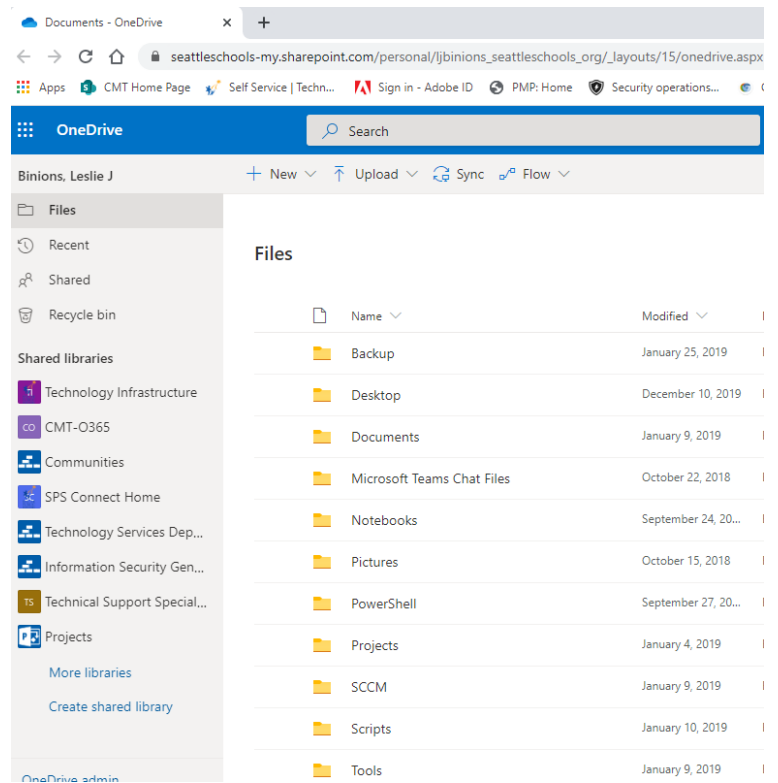 Documents - OneDrive
seattleschools-my.sharepoint.com/personal/ljbinions_seattleschools_org/_layouts/15/onedrive.aspx
Apps CMT Home Page Self Service | Techn... Sign in - Adobe ID PMP: Home Security operations...
OneDrive Search
Binions, Leslie J New Upload Sync Flow
Files
Recent
Shared
Recycle bin
Shared libraries
TI Technology Infrastructure
CO CMT-O365
Communities
SC SPS Connect Home
Technology Services Dep...
Information Security Gen...
TS Technical Support Special...
Projects
More libraries
Create shared library
OneDrive admin
Files
Name Modified
Backup January 25, 2019
Desktop December 10, 2019
Documents January 9, 2019
Microsoft Teams Chat Files October 22, 2018
Notebooks September 24, 20...
Pictures October 15, 2018
PowerShell September 27, 20...
Projects January 4, 2019
SCCM January 9, 2019
Scripts January 10, 2019
Tools January 9, 2019